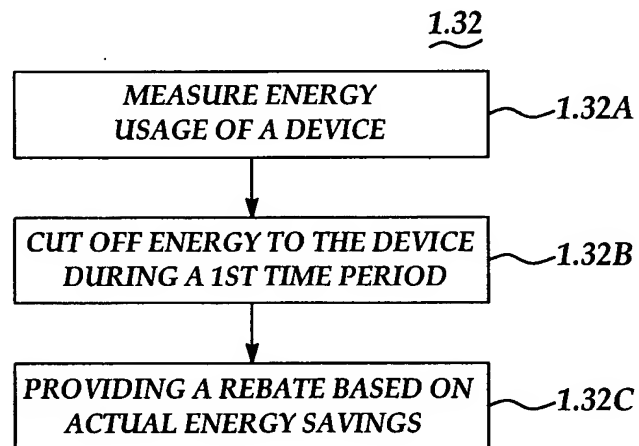 1.32
MEASURE ENERGY
USAGE OF A DEVICE
1.32A
CUT OFF ENERGY TO THE DEVICE
DURING A 1ST TIME PERIOD
1.32B
PROVIDING A REBATE BASED ON
ACTUAL ENERGY SAVINGS
1.32C